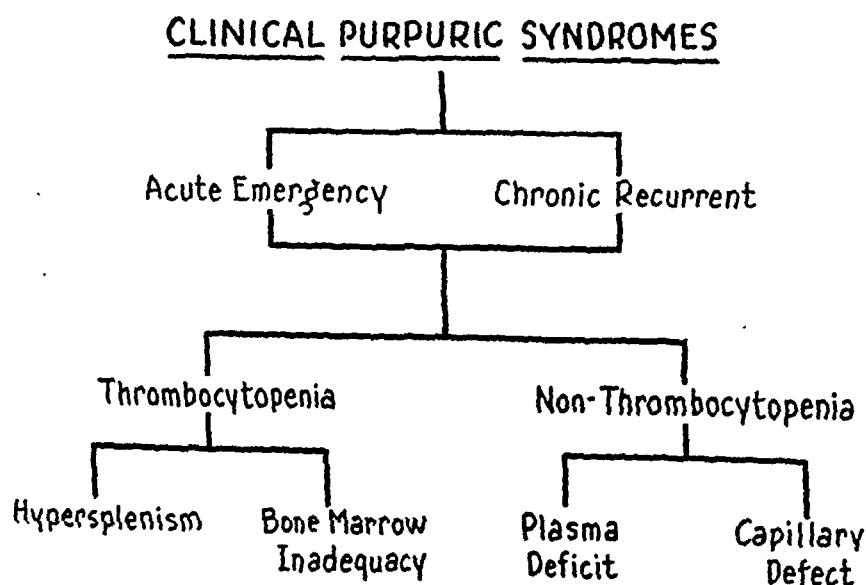 CLINICAL PURPURIC SYNDROMES
Acute Emergency
Chronic Recurrent
Thrombocytopenia
Non-Thrombocytopenia
Hypersplenism
Bone Marrow
Inadequacy
Plasma
Deficit
Capillary
Defect